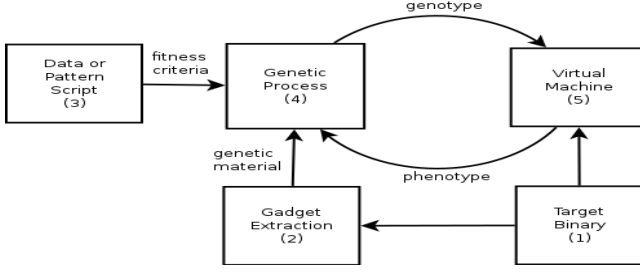 genotype
Data or
Pattern
Script
(3)
fitness
criteria
Genetic
Process
(4)
Virtual
Machine
(5)
genetic
material
phenotype
Gadget
Extraction
(2)
Target
Binary
(1)